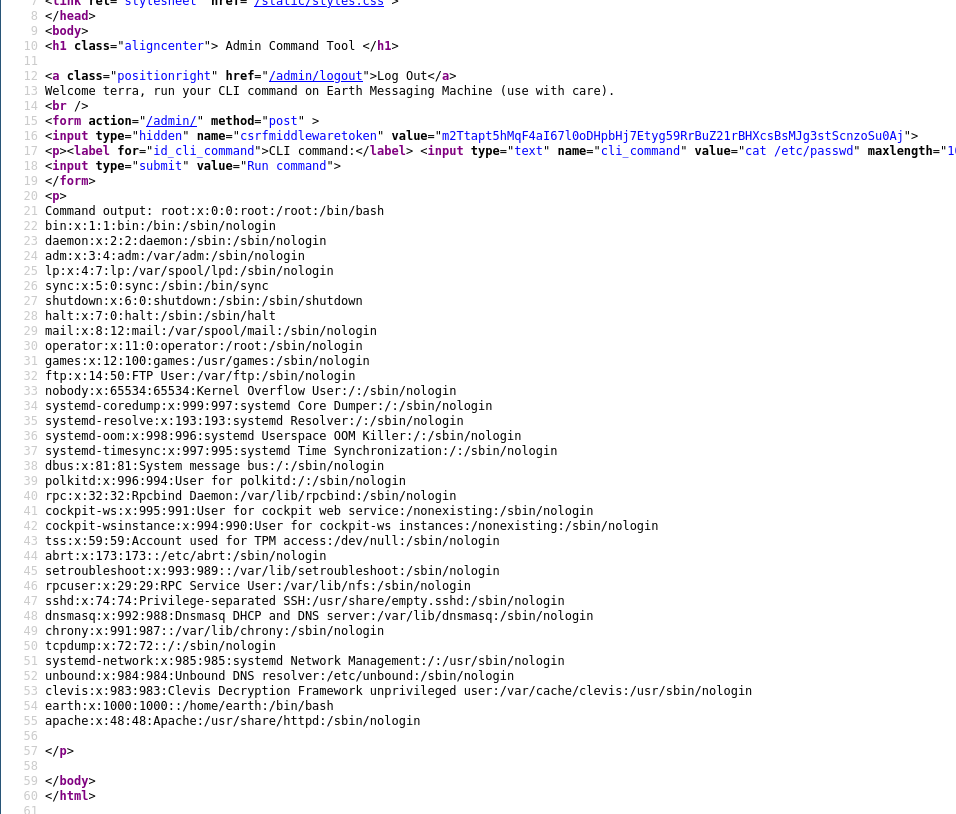 7 <link rel="stylesheet" href="/static/styles.css">
8 </head>
9 <body>
10 <h1 class="aligncenter"> Admin Command Tool </h1>
11
12 <a class="positionright" href="/admin/logout">Log Out</a>
13 Welcome terra, run your CLI command on Earth Messaging Machine (use with care).
14 <br />
15 <form action="/admin/" method="post" >
16 <input type="hidden" name="csrfmiddlewaretoken" value="m2Ttapt5hMqF4aI67l0oDHpbHj7Etyg59RrBuZ21rBHXcsBsMJg3stScnzoSu0Aj">
17 <p><label for="id_cli_command">CLI command:</label> <input type="text" name="cli_command" value="cat /etc/passwd" maxlength="10
18 <input type="submit" value="Run command">
19 </form>
20 <p>
21 Command output: root:x:0:0:root:/root:/bin/bash
22 bin:x:1:1:bin:/bin:/sbin/nologin
23 daemon:x:2:2:daemon:/sbin:/sbin/nologin
24 adm:x:3:4:adm:/var/adm:/sbin/nologin
25 lp:x:4:7:lp:/var/spool/lpd:/sbin/nologin
26 sync:x:5:0:sync:/sbin:/bin/sync
27 shutdown:x:6:0:shutdown:/sbin:/sbin/shutdown
28 halt:x:7:0:halt:/sbin:/sbin/halt
29 mail:x:8:12:mail:/var/spool/mail:/sbin/nologin
30 operator:x:11:0:operator:/root:/sbin/nologin
31 games:x:12:100:games:/usr/games:/sbin/nologin
32 ftp:x:14:50:FTP User:/var/ftp:/sbin/nologin
33 nobody:x:65534:65534:Kernel Overflow User:/:/sbin/nologin
34 systemd-coredump:x:999:997:systemd Core Dumper:/:/sbin/nologin
35 systemd-resolve:x:193:193:systemd Resolver:/:/sbin/nologin
36 systemd-oom:x:998:996:systemd Userspace OOM Killer:/:/sbin/nologin
37 systemd-timesync:x:997:995:systemd Time Synchronization:/:/sbin/nologin
38 dbus:x:81:81:System message bus:/:/sbin/nologin
39 polkitd:x:996:994:User for polkitd:/:/sbin/nologin
40 rpc:x:32:32:Rpcbind Daemon:/var/lib/rpcbind:/sbin/nologin
41 cockpit-ws:x:995:991:User for cockpit web service:/nonexisting:/sbin/nologin
42 cockpit-wsinstance:x:994:990:User for cockpit-ws instances:/nonexisting:/sbin/nologin
43 tss:x:59:59:Account used for TPM access:/dev/null:/sbin/nologin
44 abrt:x:173:173::/etc/abrt:/sbin/nologin
45 setroubleshoot:x:993:989::/var/lib/setroubleshoot:/sbin/nologin
46 rpcuser:x:29:29:RPC Service User:/var/lib/nfs:/sbin/nologin
47 sshd:x:74:74:Privilege-separated SSH:/usr/share/empty.sshd:/sbin/nologin
48 dnsmasq:x:992:988:Dnsmasq DHCP and DNS server:/var/lib/dnsmasq:/sbin/nologin
49 chrony:x:991:987::/var/lib/chrony:/sbin/nologin
50 tcpdump:x:72:72::/:/sbin/nologin
51 systemd-network:x:985:985:systemd Network Management:/:/usr/sbin/nologin
52 unbound:x:984:984:Unbound DNS resolver:/etc/unbound:/sbin/nologin
53 clevis:x:983:983:Clevis Decryption Framework unprivileged user:/var/cache/clevis:/usr/sbin/nologin
54 earth:x:1000:1000::/home/earth:/bin/bash
55 apache:x:48:48:Apache:/usr/share/httpd:/sbin/nologin
56
57 </p>
58
59 </body>
60 </html>
61